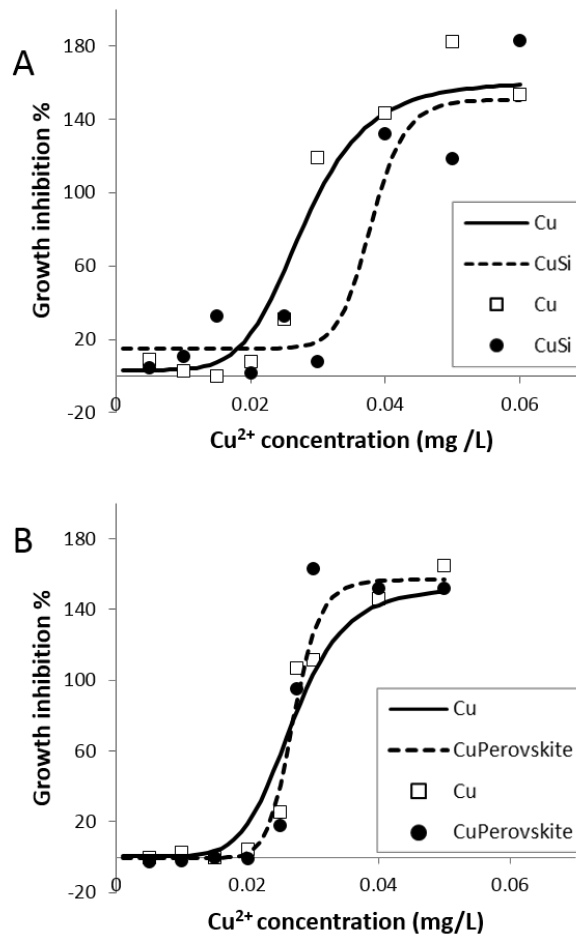 A
Growth inhibition %
180
140
100
60
20
-20
0
0.02
0.04
0.06
Cu²⁺ concentration (mg /L)
Cu
CuSi
Cu
CuSi
B
Growth inhibition %
180
140
100
60
20
-20
0
0.02
0.04
0.06
Cu²⁺ concentration (mg/L)
Cu
CuPerovskite
Cu
CuPerovskite